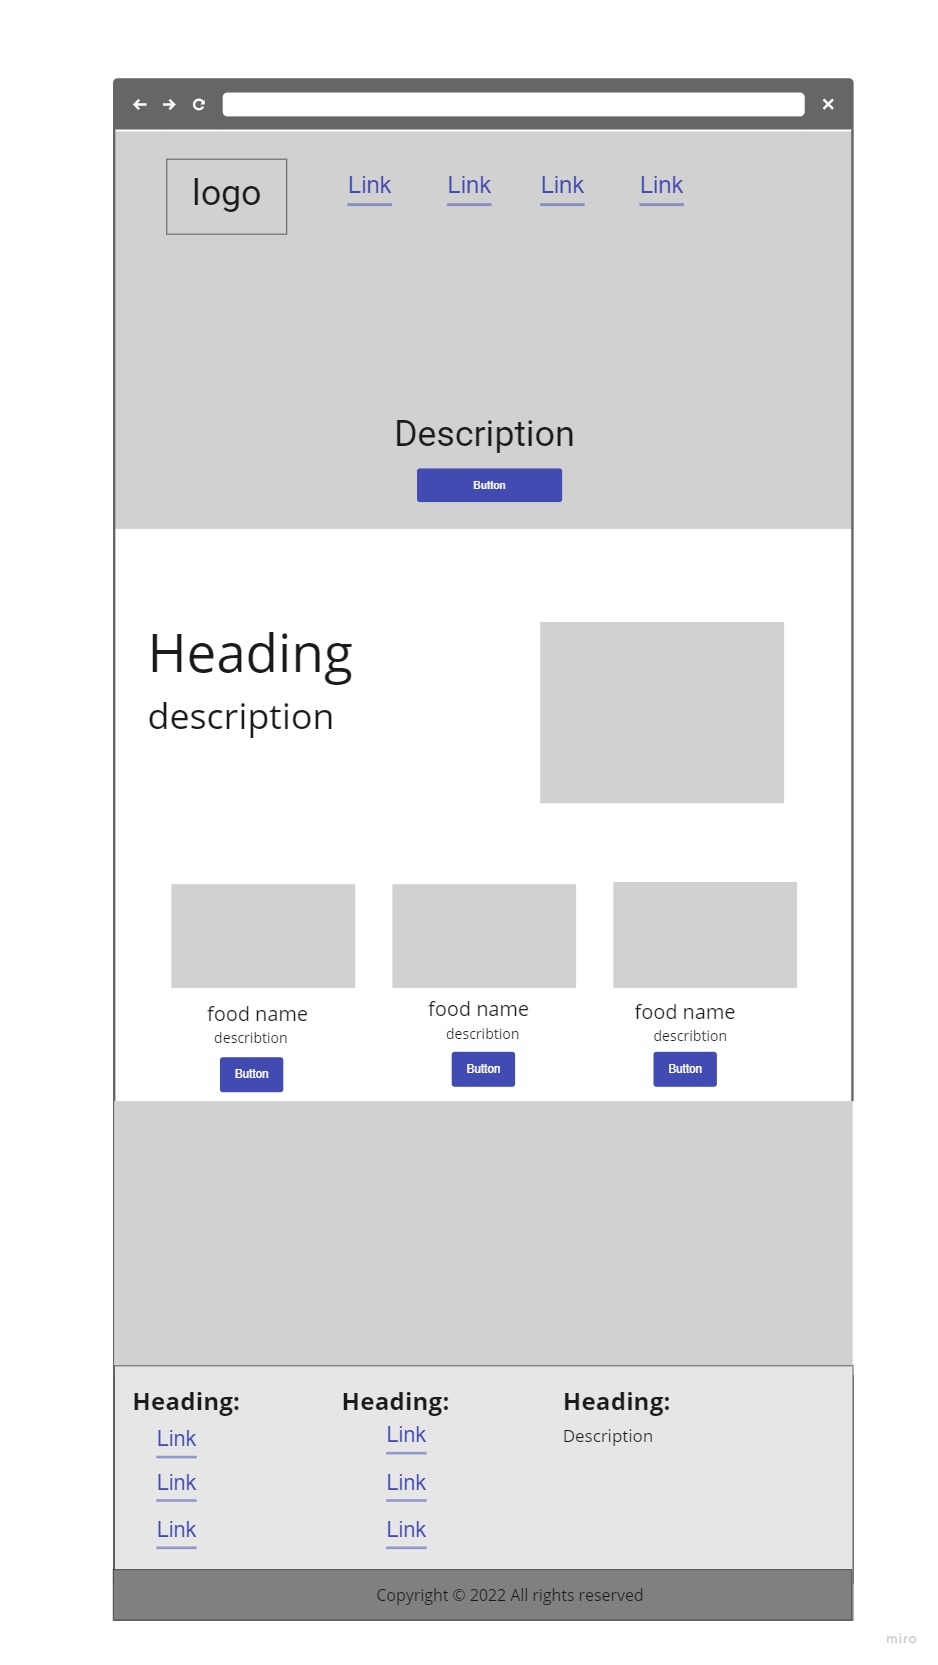 logo
Link Link Link Link
Description
Button
Heading
description
food name
describtion
Button
food name
describtion
Button
food name
describtion
Button
Heading:
Link
Link
Link
Heading:
Link
Link
Link
Heading:
Description
Copyright © 2022 All rights reserved
miro